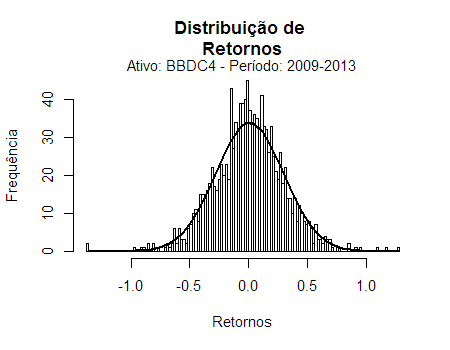 Distribuição de
Retornos
Ativo: BBDC4 - Período: 2009-2013
Frequência
40
30
20
10
0
-1.0 -0.5 0.0 0.5 1.0
Retornos